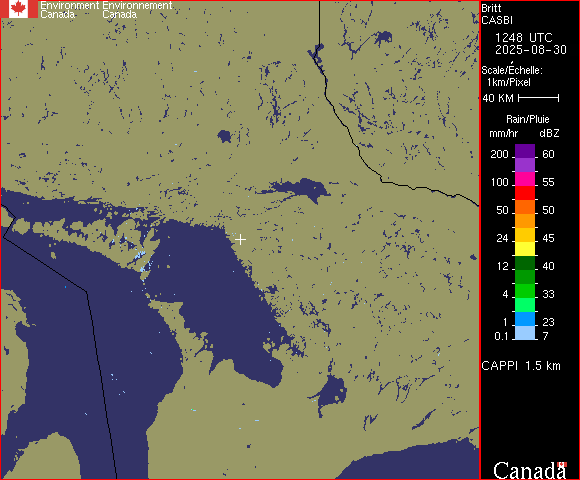 Environment Environnement
Canada Canada
Britt
CASBI
1248 UTC
2025-08-30
Scale/Échelle:
1km/Pixel
40 KM
Rain/Pluie
mm/hr dBZ
200 60
100 55
50 50
24 45
12 40
4 33
1 23
0.1 7
CAPPI 1.5 km
Canada